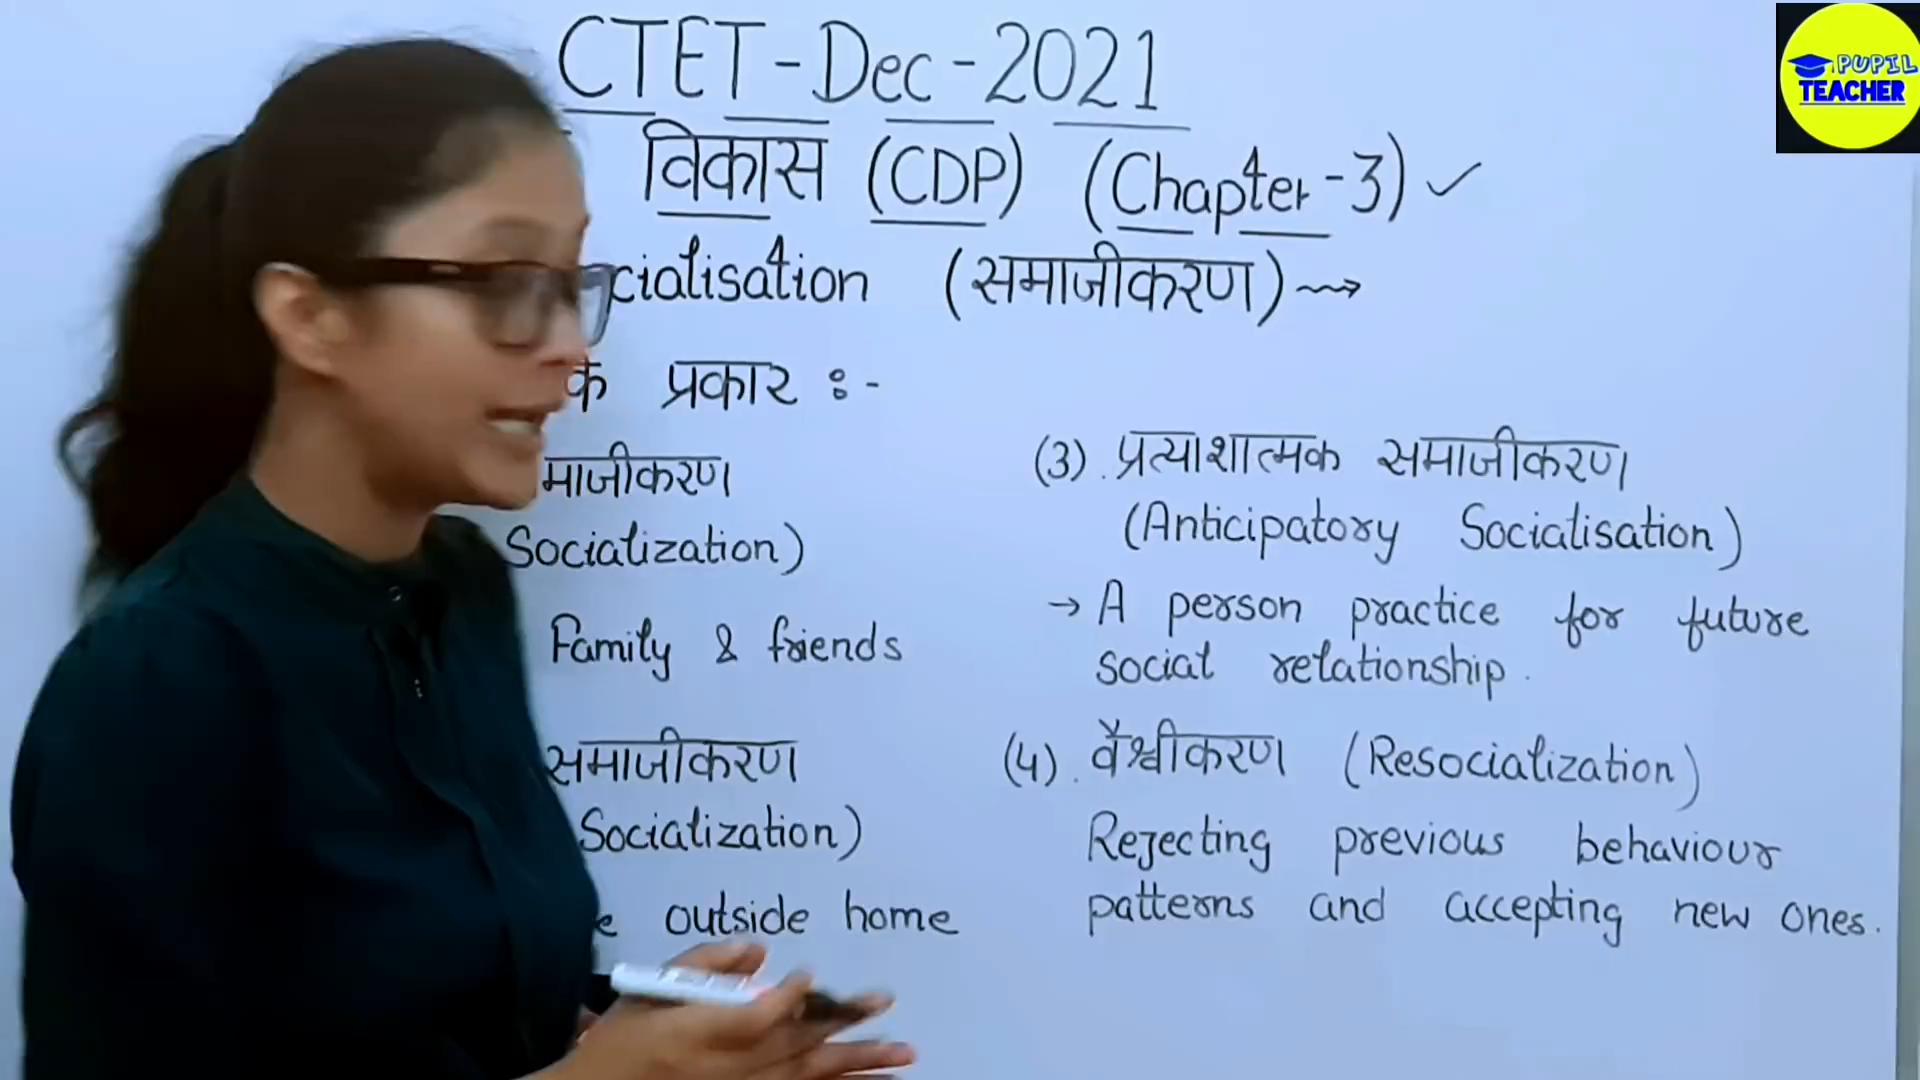 CTET-Dec-2021
PUPIL
TEACHER
विकास (CDP) (Chapter-3) ✓
cialisation (समाजीकरण) ⇝
के प्रकार :-
माजीकरण
Socialization)
Family & friends
समाजीकरण
Socialization)
e outside home
(3). प्रत्याशात्मक समाजीकरण
(Anticipatory Socialisation)
→ A person practice for future
social relationship.
(4). वैश्वीकरण (Resocialization)
Rejecting previous behaviour
patterns and accepting new ones.